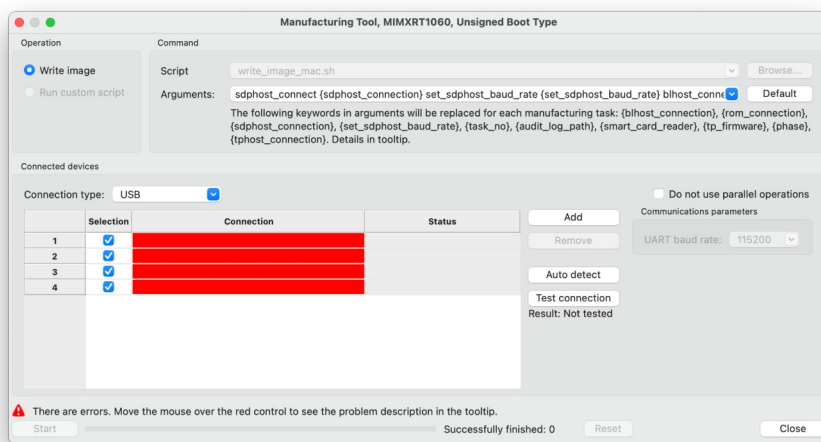 Manufacturing Tool, MIMXRT1060, Unsigned Boot Type
Operation
Command
Write image
Script
write_image_mac.sh
Browse...
Run custom script
Arguments:
sdphost_connect {sdphost_connection} set_sdphost_baud_rate {set_sdphost_baud_rate} blhost_conne
Default
The following keywords in arguments will be replaced for each manufacturing task: {blhost_connection}, {rom_connection},
{sdphost_connection}, {set_sdphost_baud_rate}, {task_no}, {audit_log_path}, {smart_card_reader}, {tp_firmware}, {phase},
{tphost_connection}. Details in tooltip.
Connected devices
Connection type: USB
Do not use parallel operations
Selection Connection Status
Add
Communications parameters
1
Remove
UART baud rate: 115200
2
3
Auto detect
4
Test connection
Result: Not tested
There are errors. Move the mouse over the red control to see the problem description in the tooltip.
Start
Successfully finished: 0
Reset
Close